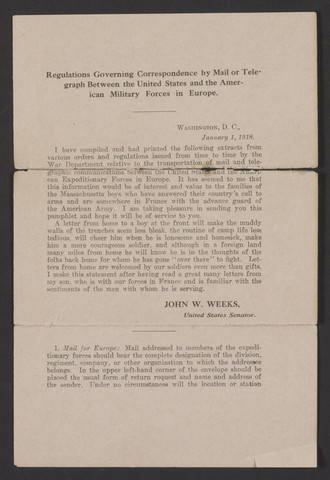 Regulations Governing Correspondence by Mail or Tele-
graph Between the United States and the Amer-
ican Military Forces in Europe.
WASHINGTON, D. C.,
January 1, 1918.
I have compiled and had printed the following extracts from
various orders and regulations issued from time to time by the
War Department relative to the transportation of mail and tele-
graphic communications between the United States and the Ameri-
can Expeditionary Forces in Europe. It has seemed to me that
this information would be of interest and value to the families of
the Massachusetts boys who have answered their country's call to
arms and are somewhere in France with the advance guard of
the American Army. I am taking pleasure in sending you this
pamphlet and hope it will be of service to you.
A letter from home to a boy at the front will make the muddy
walls of the trenches seem less bleak, the routine of camp life less
tedious, will cheer him when he is lonesome and homesick, make
him a more courageous soldier, and although in a foreign land
many miles from home he will know he is in the thoughts of the
folks back home for whom he has gone "over there" to fight. Let-
ters from home are welcomed by our soldiers even more than gifts.
I make this statement after having read a great many letters from
my son, who is with our forces in France and is familiar with the
sentiments of the men with whom he is serving.
JOHN W. WEEKS,
United States Senator.
1. Mail for Europe: Mail addressed to members of the expedi-
tionary forces should bear the complete designation of the division,
regiment, company, or other organization to which the addressee
belongs. In the upper left-hand corner of the envelope should be
placed the usual form of return request and name and address of
the sender. Under no circumstances will the location or station